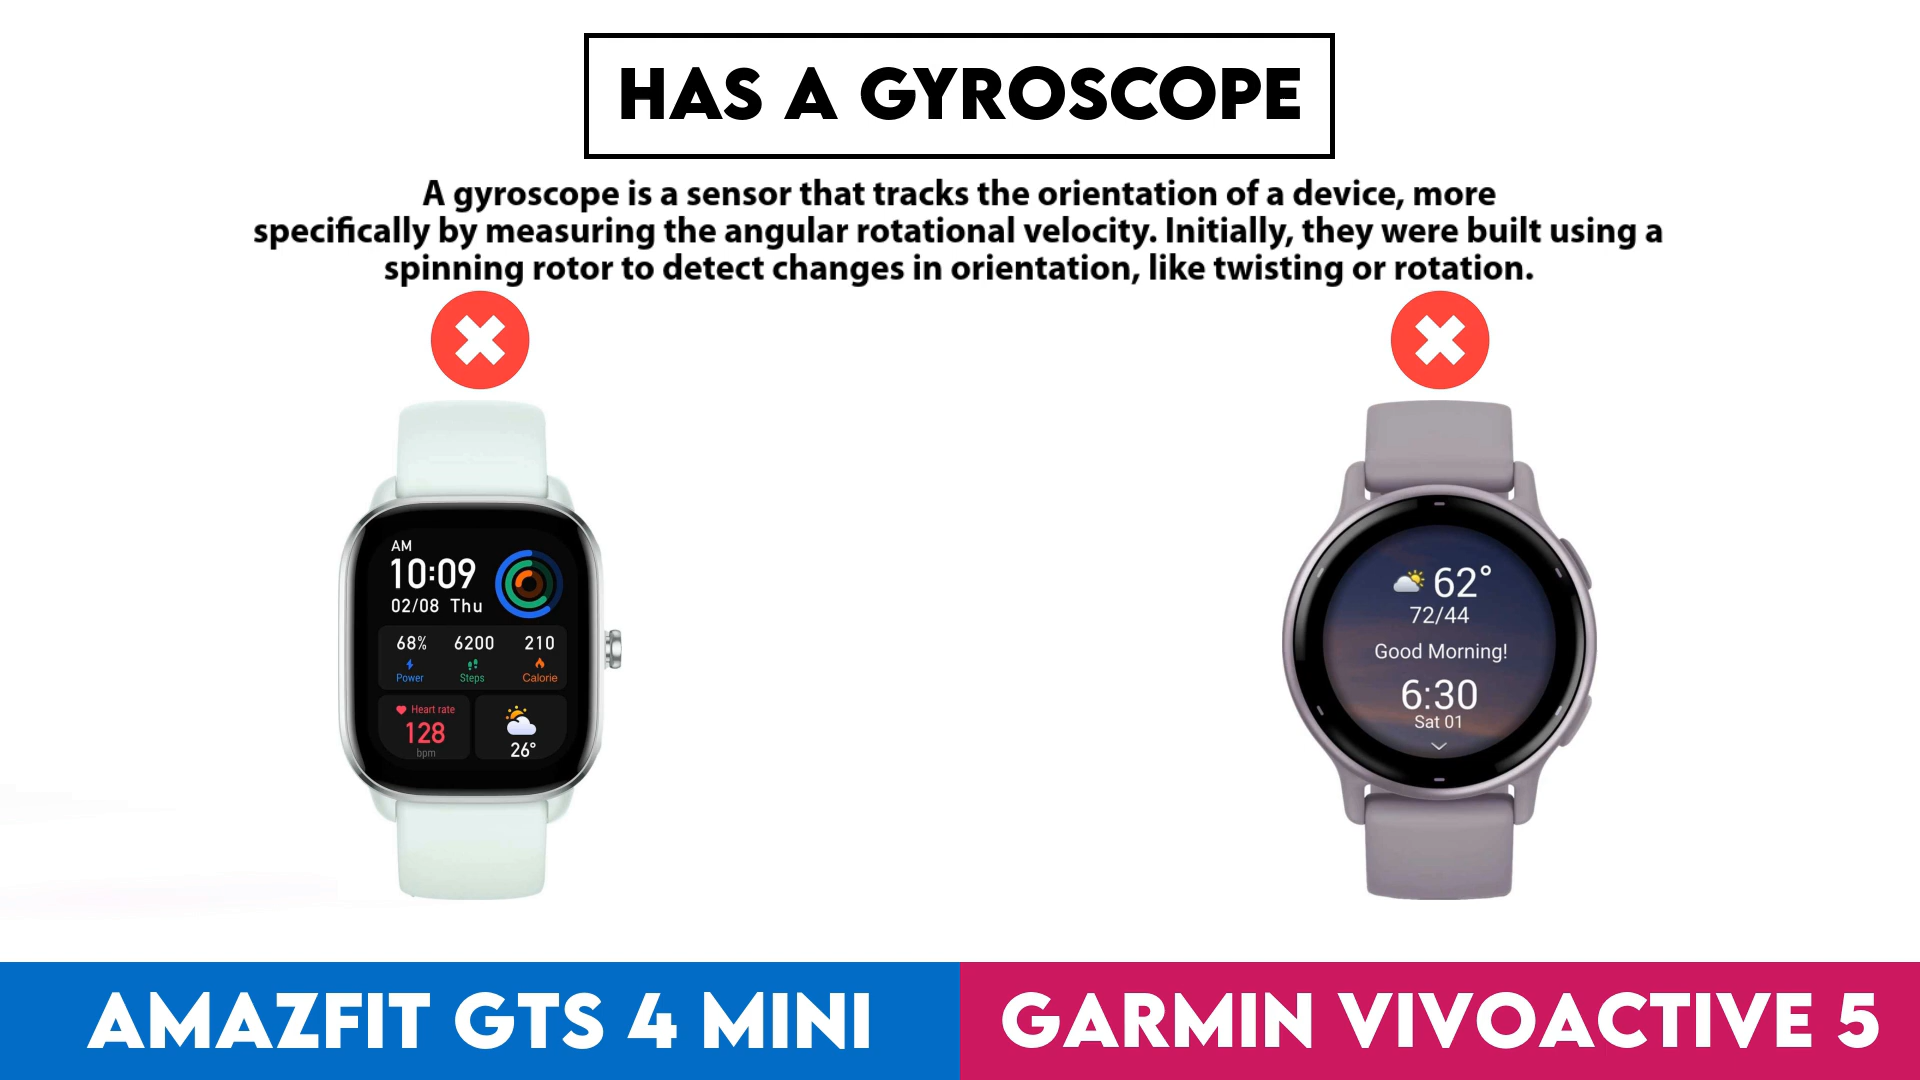 HAS A GYROSCOPE
A gyroscope is a sensor that tracks the orientation of a device, more
specifically by measuring the angular rotational velocity. Initially, they were built using a
spinning rotor to detect changes in orientation, like twisting or rotation.
AM
10:09
02/08 Thu
68% 6200 210
Power Steps Calorie
Heart rate
128
bpm
26°
62°
72/44
Good Morning!
6:30
Sat 01
AMAZFIT GTS 4 MINI
GARMIN VIVOACTIVE 5